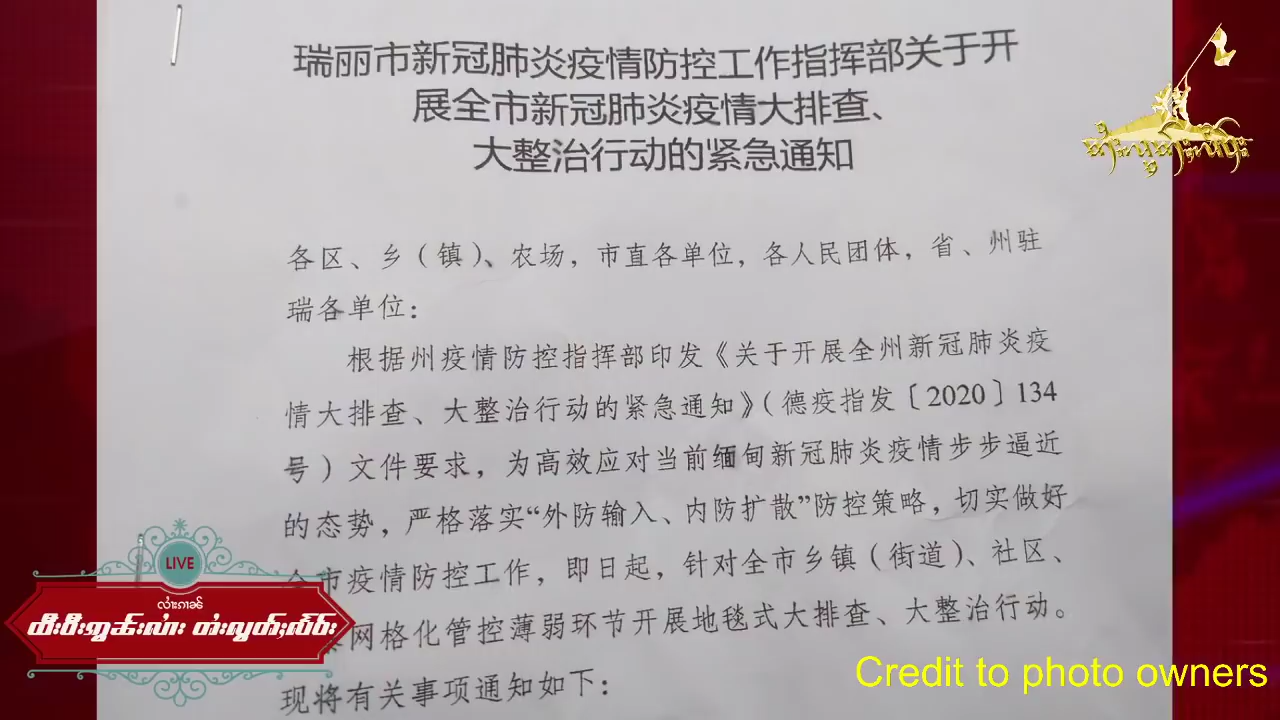 瑞丽市新冠肺炎疫情防控工作指挥部关于开
展全市新冠肺炎疫情大排查、
大整治行动的紧急通知
各区、乡（镇）、农场，市直各单位，各人民团体，省、州驻
瑞各单位：
根据州疫情防控指挥部印发《关于开展全州新冠肺炎疫
情大排查、大整治行动的紧急通知》（德疫指发〔2020〕134
号）文件要求，为高效应对当前缅甸新冠肺炎疫情步步逼近
的态势，严格落实“外防输入、内防扩散”防控策略，切实做好
全市疫情防控工作，即日起，针对全市乡镇（街道）、社区、
网格化管控薄弱环节开展地毯式大排查、大整治行动。
现将有关事项通知如下：
LIVE
Credit to photo owners